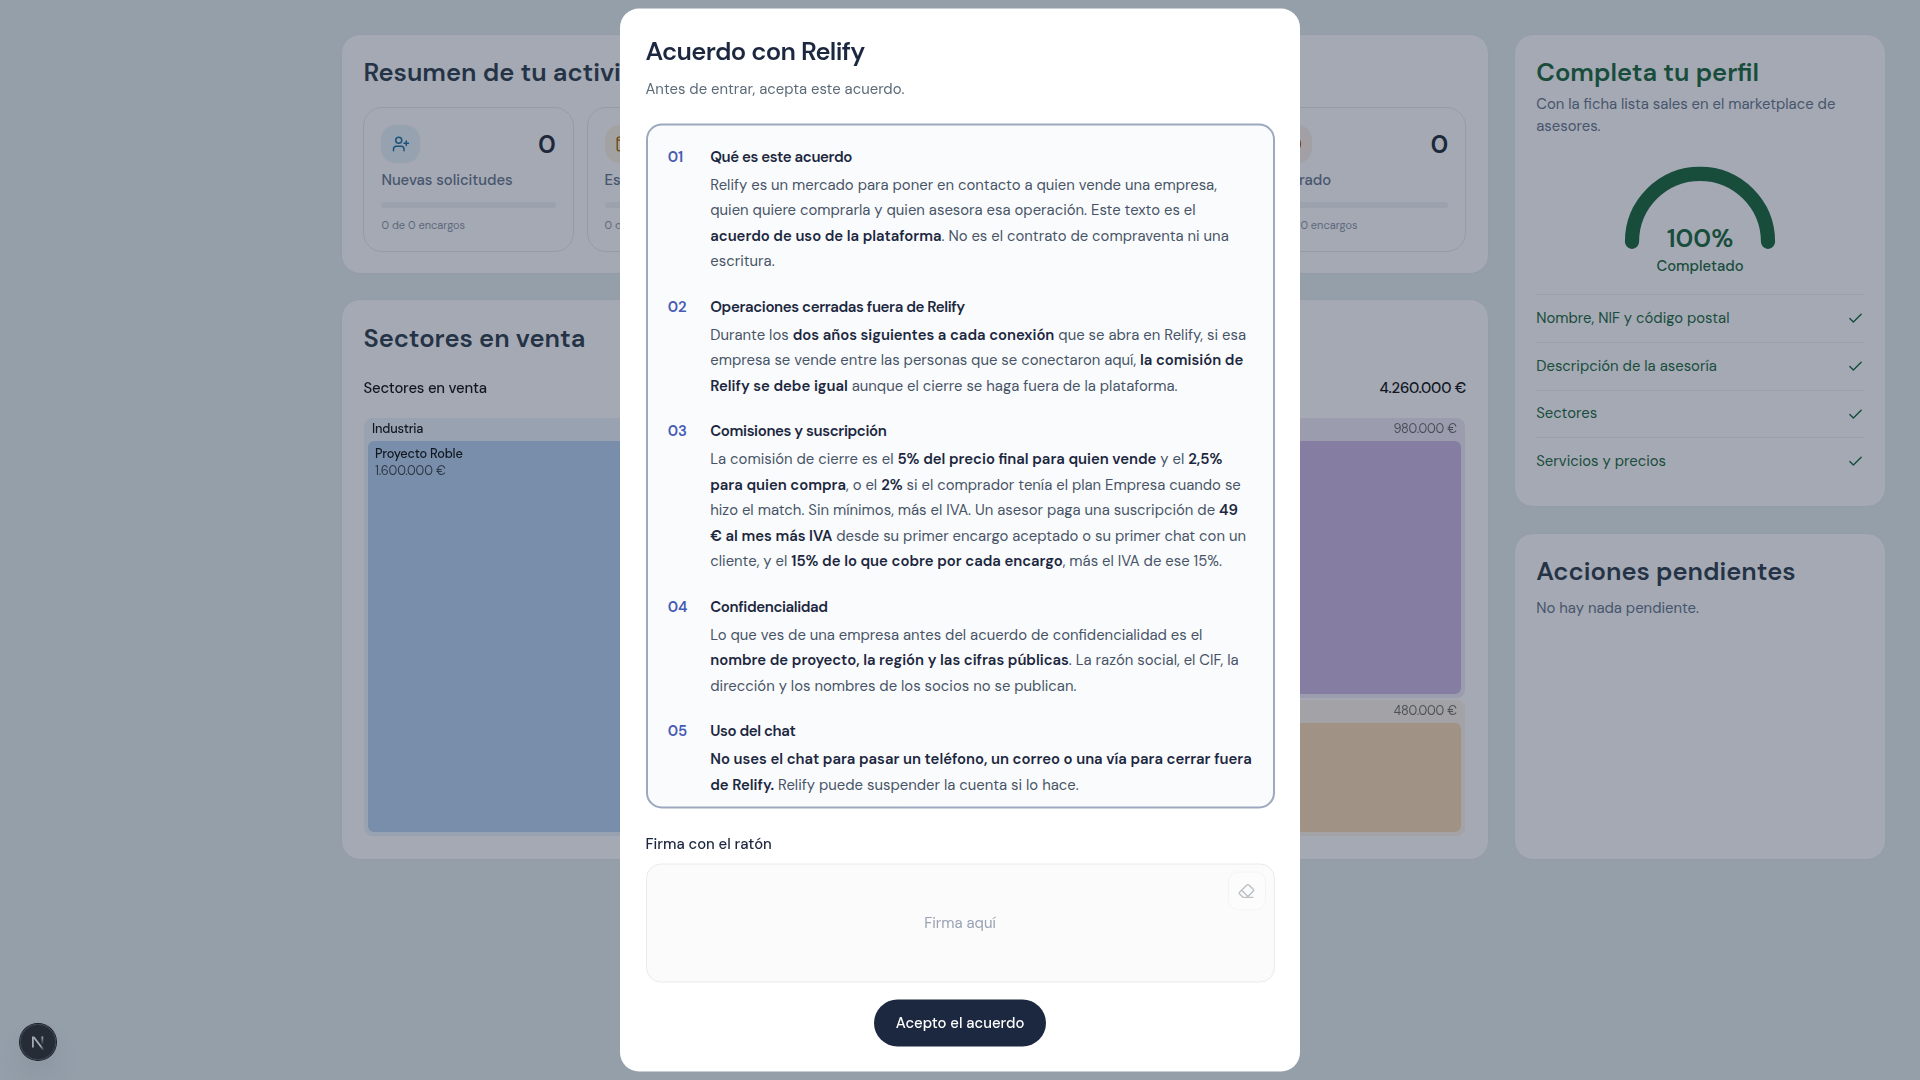 Acuerdo con Relify
Antes de entrar, acepta este acuerdo.
01 Qué es este acuerdo
Relify es un mercado para poner en contacto a quien vende una empresa,
quien quiere comprarla y quien asesora esa operación. Este texto es el
acuerdo de uso de la plataforma. No es el contrato de compraventa ni una
escritura.
02 Operaciones cerradas fuera de Relify
Durante los dos años siguientes a cada conexión que se abra en Relify, si esa
empresa se vende entre las personas que se conectaron aquí, la comisión de
Relify se debe igual aunque el cierre se haga fuera de la plataforma.
03 Comisiones y suscripción
La comisión de cierre es el 5% del precio final para quien vende y el 2,5%
para quien compra, o el 2% si el comprador tenía el plan Empresa cuando se
hizo el match. Sin mínimos, más el IVA. Un asesor paga una suscripción de 49
€ al mes más IVA desde su primer encargo aceptado o su primer chat con un
cliente, y el 15% de lo que cobre por cada encargo, más el IVA de ese 15%.
04 Confidencialidad
Lo que ves de una empresa antes del acuerdo de confidencialidad es el
nombre de proyecto, la región y las cifras públicas. La razón social, el CIF, la
dirección y los nombres de los socios no se publican.
05 Uso del chat
No uses el chat para pasar un teléfono, un correo o una vía para cerrar fuera
de Relify. Relify puede suspender la cuenta si lo hace.
Firma con el ratón
Firma aquí
Acepto el acuerdo
Resumen de tu activi
0
Nuevas solicitudes
0 de 0 encargos
Es
0
rado
0 encargos
Sectores en venta
Sectores en venta
4.260.000 €
Industria
Proyecto Roble
1.600.000 €
980.000 €
480.000 €
Completa tu perfil
Con la ficha lista sales en el marketplace de
asesores.
100%
Completado
Nombre, NIF y código postal
Descripción de la asesoría
Sectores
Servicios y precios
Acciones pendientes
No hay nada pendiente.